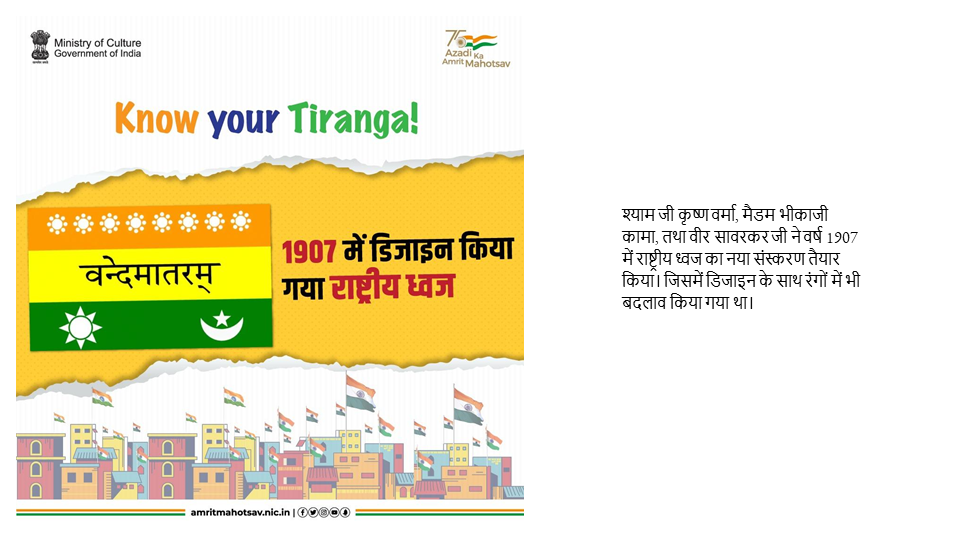 Ministry of Culture
Government of India
75
Azadi Ka
Amrit Mahotsav
Know your Tiranga!
वन्देमातरम्
1907 में डिजाइन किया
गया राष्ट्रीय ध्वज
श्याम जी कृष्ण वर्मा, मैडम भीकाजी
कामा, तथा वीर सावरकर जी ने वर्ष 1907
में राष्ट्रीय ध्वज का नया संस्करण तैयार
किया। जिसमें डिजाइन के साथ रंगों में भी
बदलाव किया गया था।
amritmahotsav.nic.in |